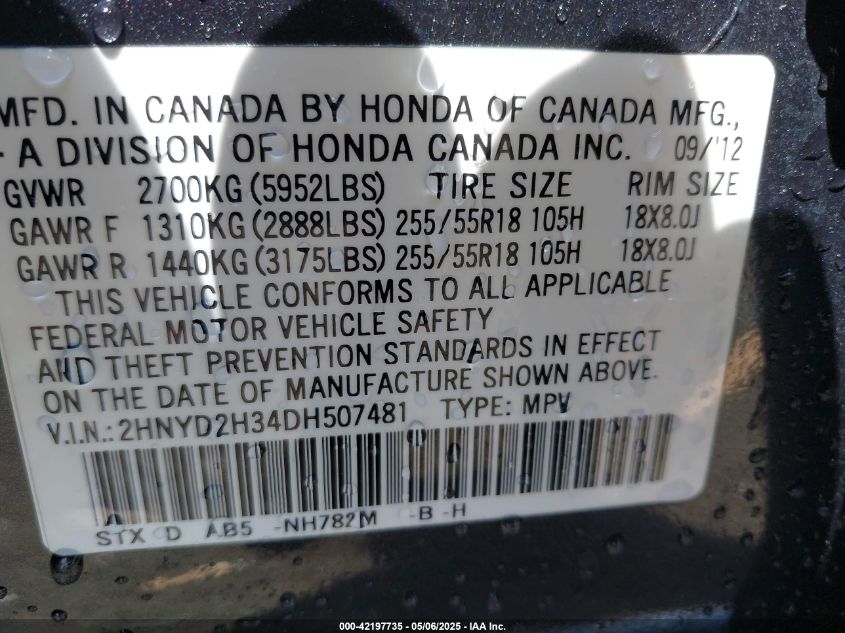 MFD. IN CANADA BY HONDA OF CANADA MFG.,
A DIVISION OF HONDA CANADA INC. 09/'12
GVWR 2700KG (5952LBS) TIRE SIZE RIM SIZE
GAWR F 1310KG (2888LBS) 255/55R18 105H 18X8.0J
GAWR R 1440KG (3175LBS) 255/55R18 105H 18X8.0J
THIS VEHICLE CONFORMS TO ALL APPLICABLE
FEDERAL MOTOR VEHICLE SAFETY
AND THEFT PREVENTION STANDARDS IN EFFECT
ON THE DATE OF MANUFACTURE SHOWN ABOVE.
V.I.N.: 2HNYD2H34DH507481 TYPE: MPV
STX D AB5 -NH782M -B -H
000-42197735 - 05/06/2025 - IAA Inc.